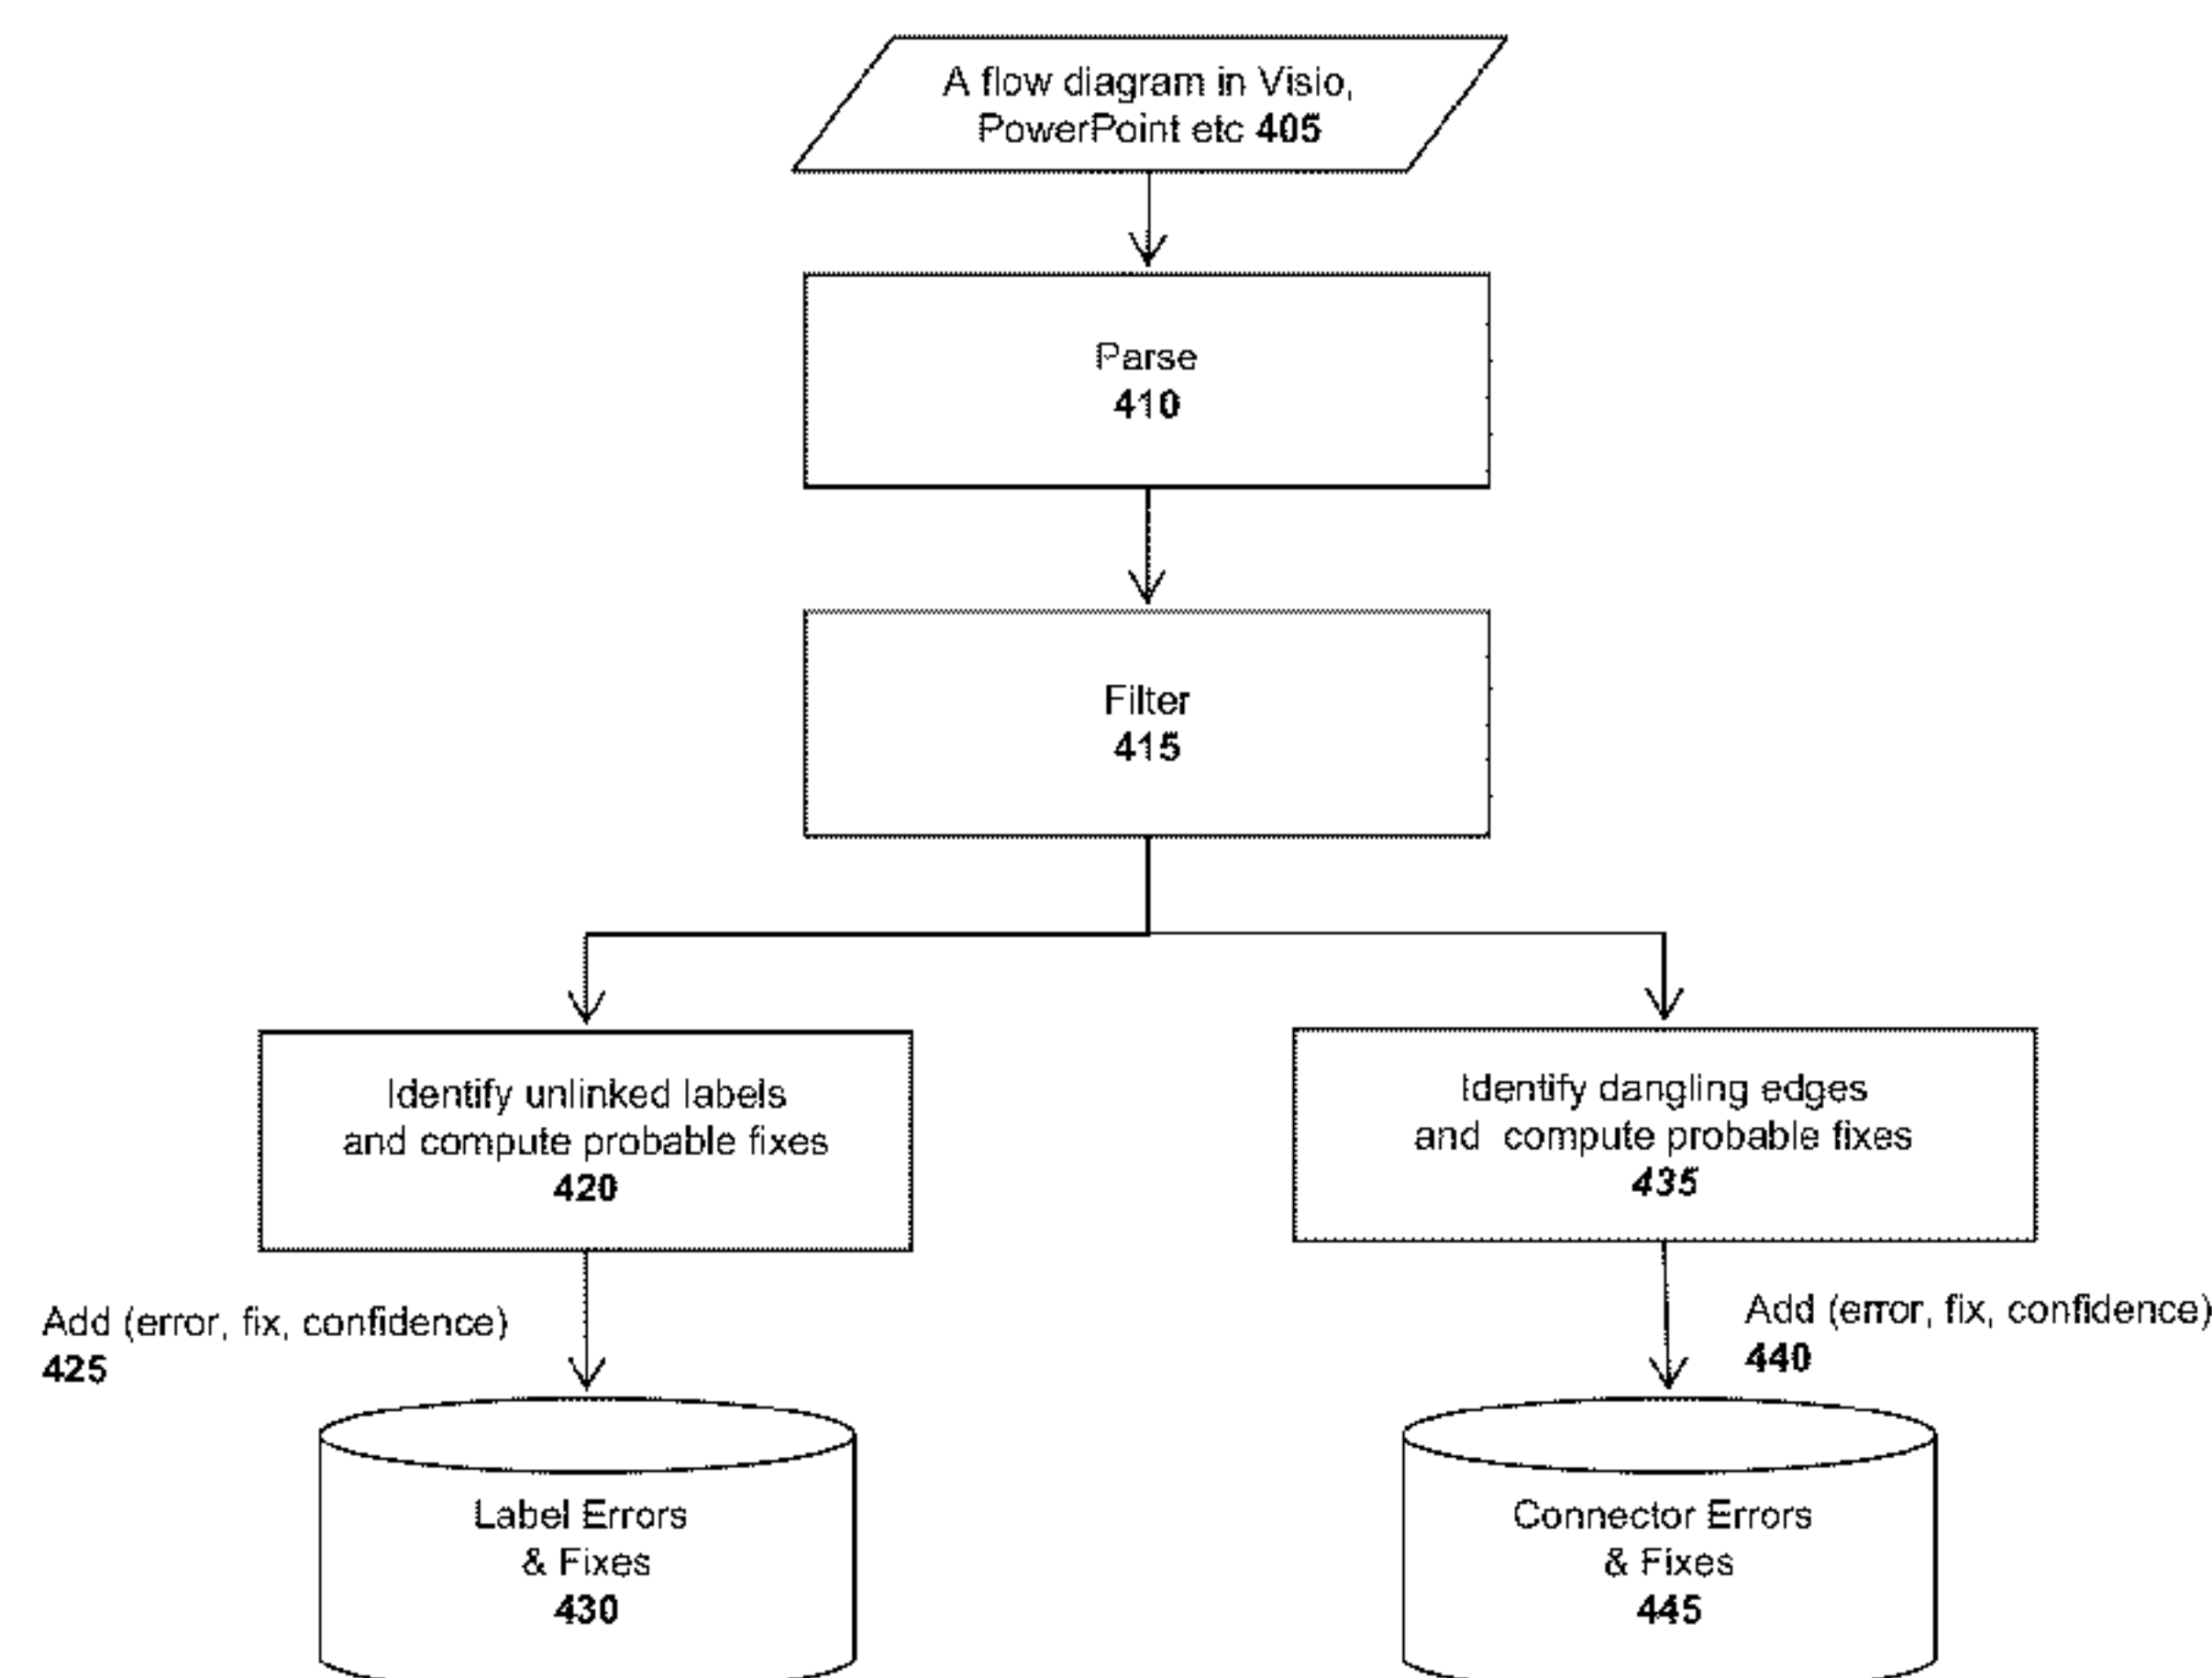 A flow diagram in Visio,
PowerPoint etc 405
Parse
410
Filter
415
Identify unlinked labels
and compute probable fixes
420
Identify dangling edges
and compute probable fixes
435
Add (error, fix, confidence)
425
Add (error, fix, confidence)
440
Label Errors
& Fixes
430
Connector Errors
& Fixes
445